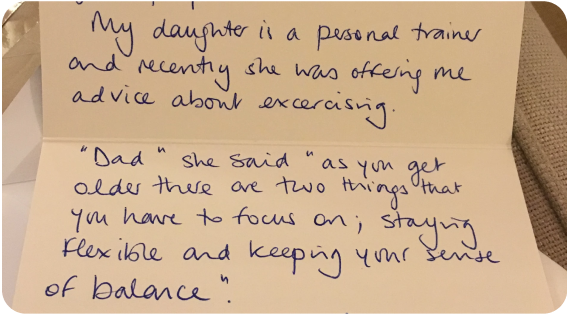 My daughter is a personal trainer
and recently she was offering me
advice about excercising.
"Dad" she said "as you get
older there are two things that
you have to focus on; staying
flexible and keeping your sense
of balance".